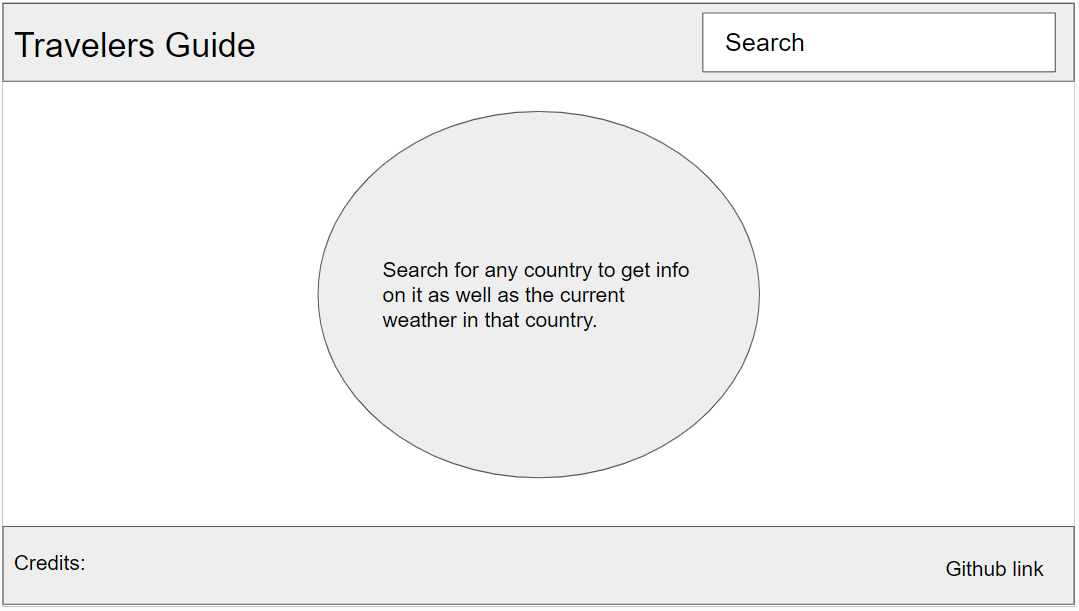 Travelers Guide
Search
Search for any country to get info
on it as well as the current
weather in that country.
Credits:
Github link